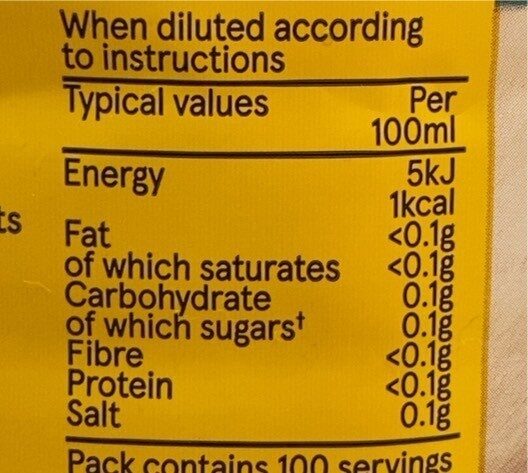 When diluted according
to instructions
Typical values Per
100ml
Energy 5kJ
1kcal
Fat <0.1g
of which saturates <0.1g
Carbohydrate 0.1g
of which sugars† 0.1g
Fibre <0.1g
Protein <0.1g
Salt 0.1g
Pack contains 100 servings
ts